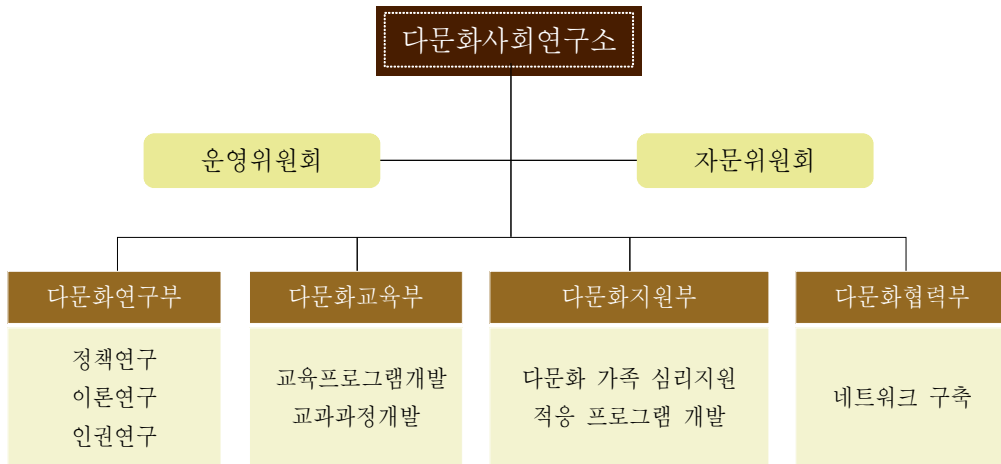 다문화사회연구소
운영위원회
자문위원회
다문화연구부
정책연구
이론연구
인권연구
다문화교육부
교육프로그램개발
교과과정개발
다문화지원부
다문화 가족 심리지원
적응 프로그램 개발
다문화협력부
네트워크 구축